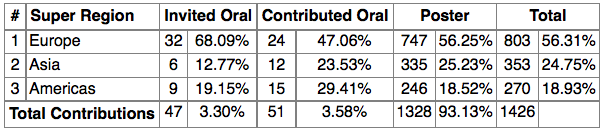 # Super Region Invited Oral Contributed Oral Poster Total
1 Europe 32 68.09% 24 47.06% 747 56.25% 803 56.31%
2 Asia 6 12.77% 12 23.53% 335 25.23% 353 24.75%
3 Americas 9 19.15% 15 29.41% 246 18.52% 270 18.93%
Total Contributions 47 3.30% 51 3.58% 1328 93.13% 1426